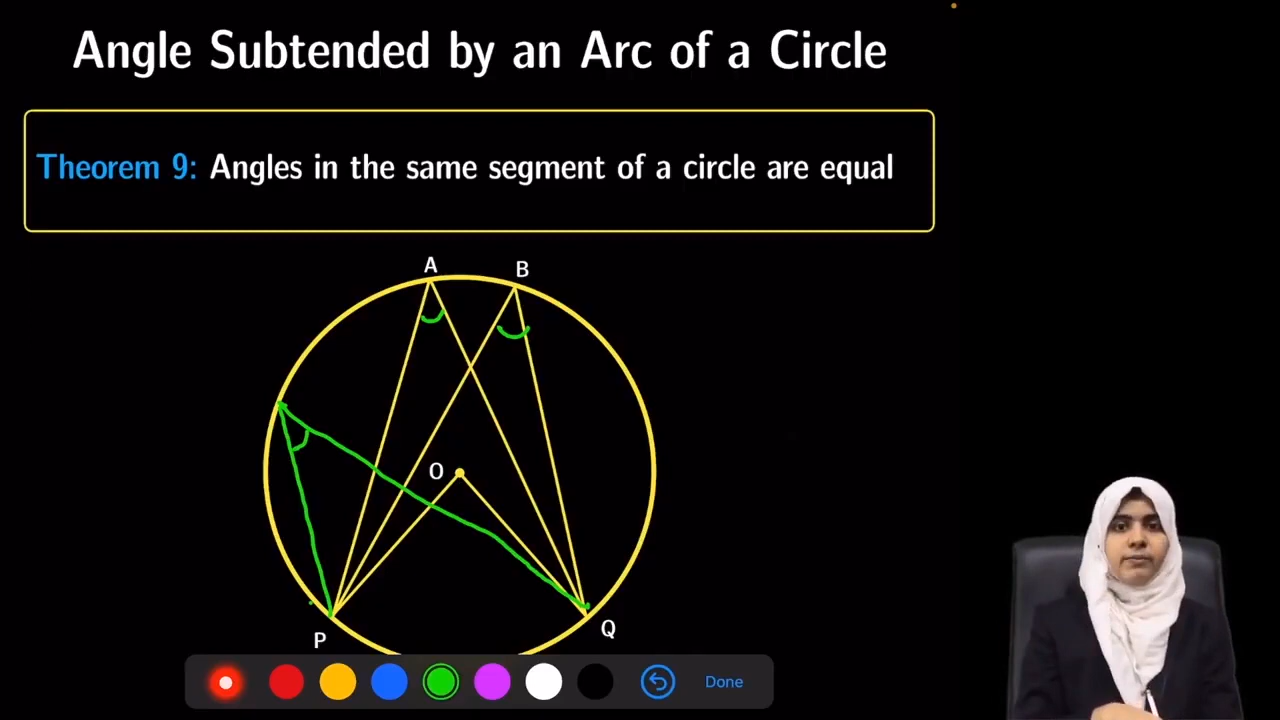 Angle Subtended by an Arc of a Circle
Theorem 9: Angles in the same segment of a circle are equal
A
B
O
P
Q
Done